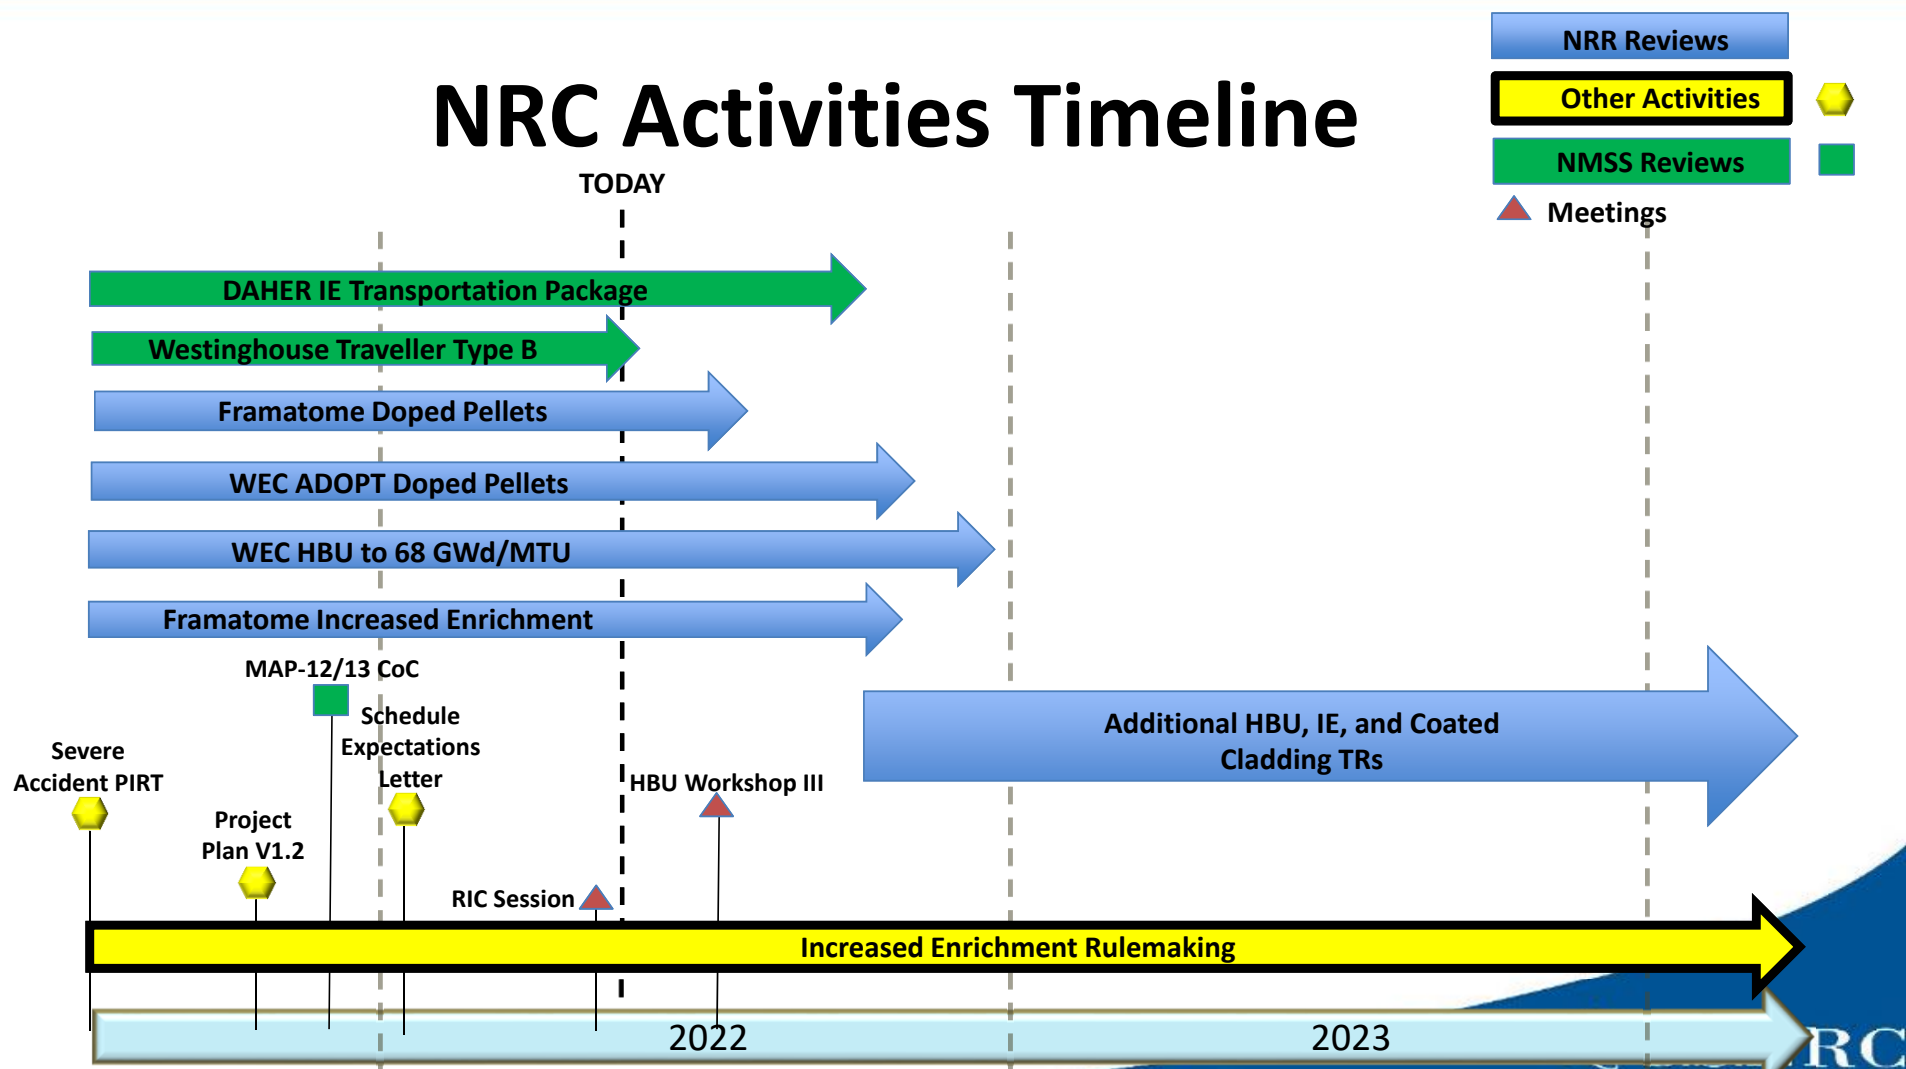 NRC Activities Timeline
NRR Reviews
Other Activities
NMSS Reviews
Meetings
TODAY
DAHER IE Transportation Package
Westinghouse Traveller Type B
Framatome Doped Pellets
WEC ADOPT Doped Pellets
WEC HBU to 68 GWd/MTU
Framatome Increased Enrichment
MAP-12/13 CoC
Schedule
Expectations
Letter
Severe
Accident PIRT
Project
Plan V1.2
HBU Workshop III
RIC Session
Additional HBU, IE, and Coated
Cladding TRs
Increased Enrichment Rulemaking
2022
2023